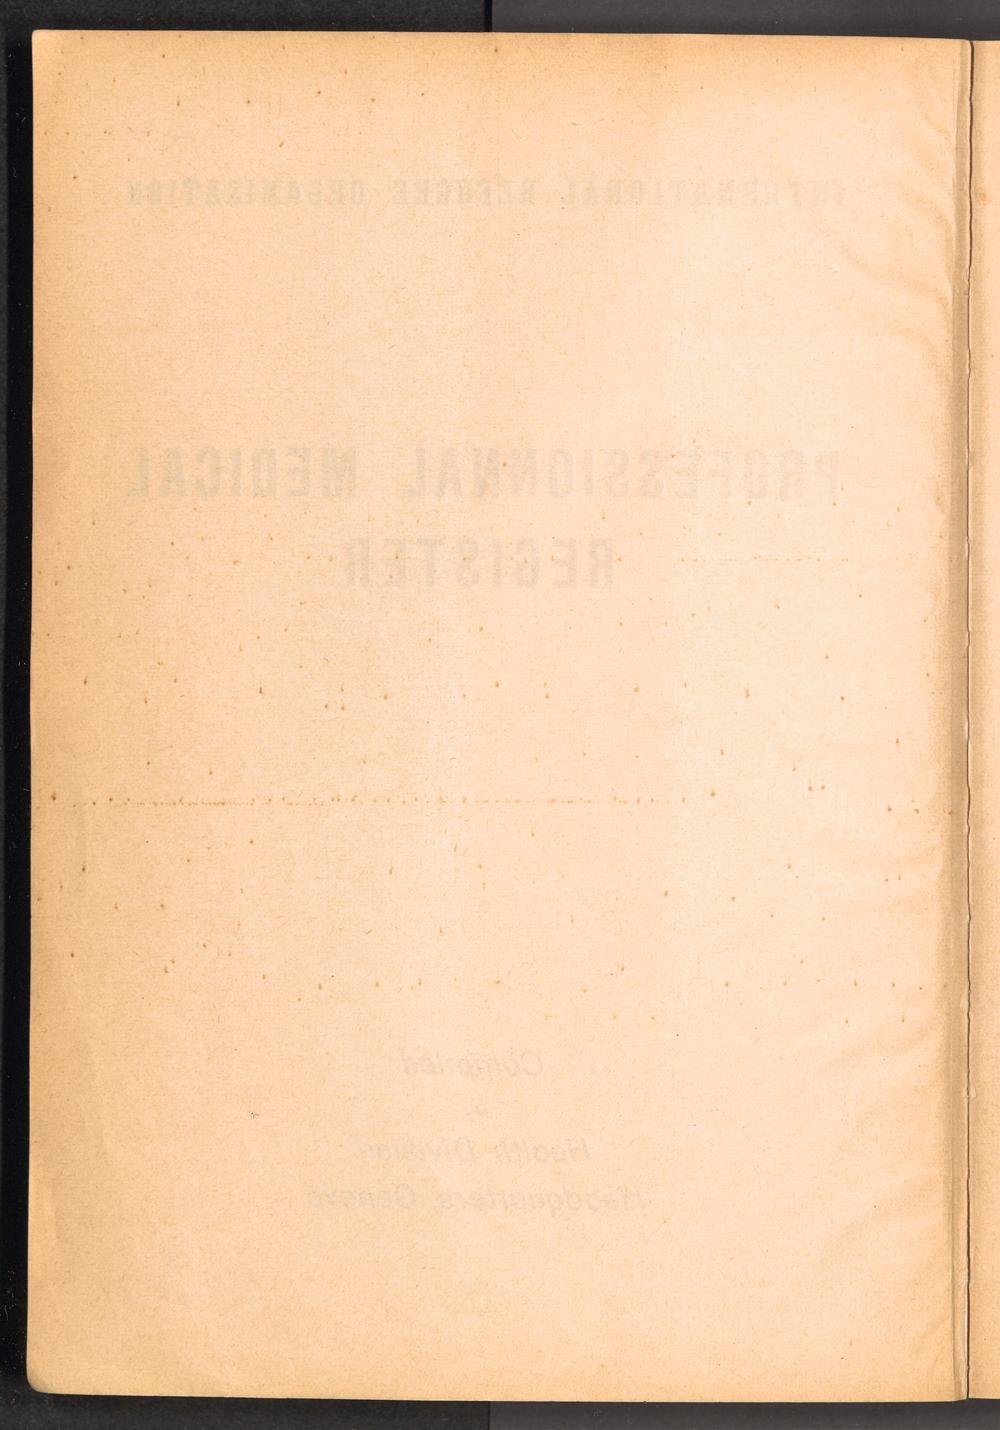 INTERNATIONAL REFUGEE ORGANISATION
PROFESSIONNAL MEDICAL
REGISTER
Compiled
Health Division
Headquarters, Geneva